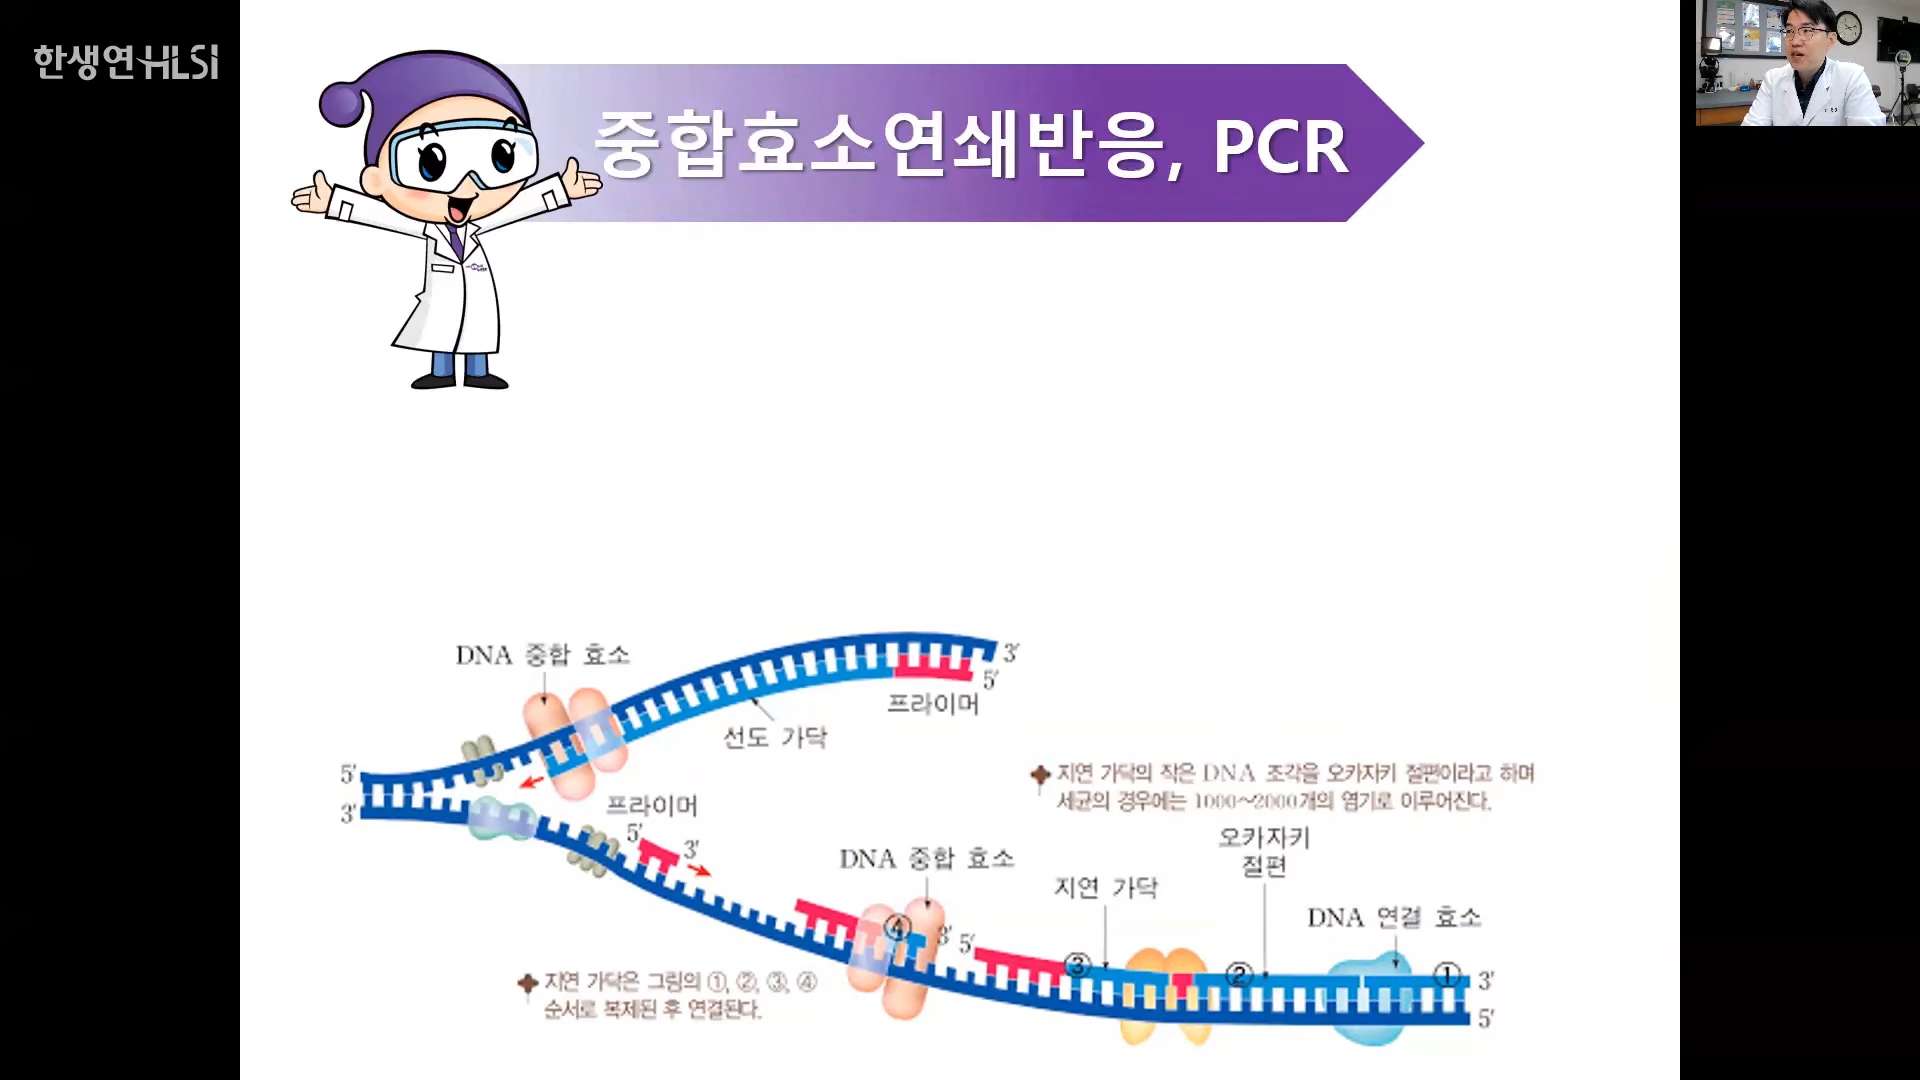 한생연HLSI
중합효소연쇄반응, PCR
DNA 중합 효소
3′
5′
프라이머
선도 가닥
5′
3′
프라이머
5′
3′
지연 가닥의 작은 DNA 조각을 오카자키 절편이라고 하며
세균의 경우에는 1000~2000개의 염기로 이루어진다.
오카자키
절편
DNA 중합 효소
지연 가닥
DNA 연결 효소
④
3′
5′
③
②
①
3′
5′
지연 가닥은 그림의 ①, ②, ③, ④
순서로 복제된 후 연결된다.